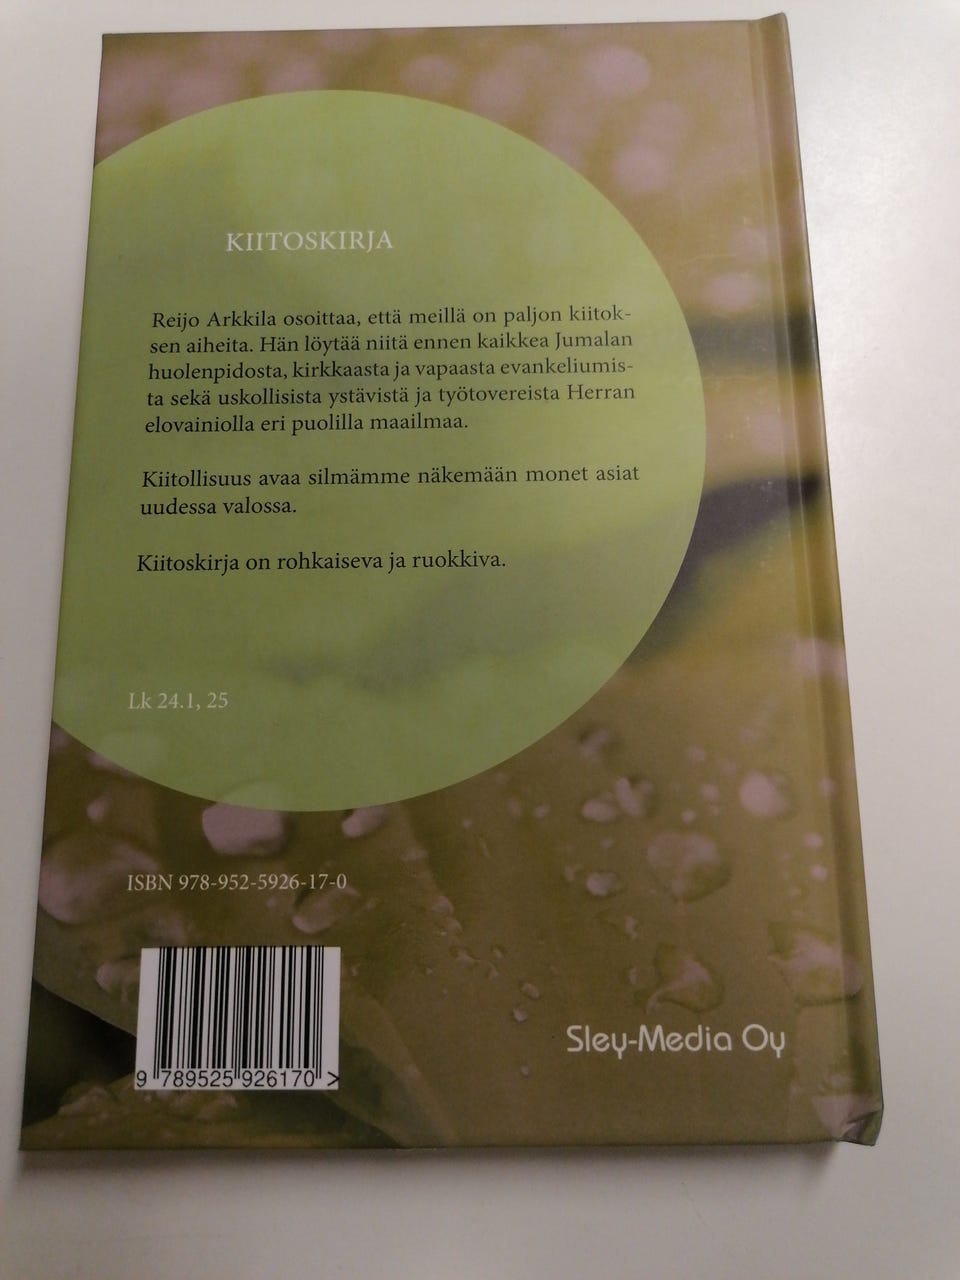 KIITOSKIRJA
Reijo Arkkila osoittaa, että meillä on paljon kiitok-
sen aiheita. Hän löytää niitä ennen kaikkea Jumalan
huolenpidosta, kirkkaasta ja vapaasta evankeliumis-
ta sekä uskollisista ystävistä ja työtovereista Herran
elovainiolla eri puolilla maailmaa.
Kiitollisuus avaa silmämme näkemään monet asiat
uudessa valossa.
Kiitoskirja on rohkaiseva ja ruokkiva.
Lk 24.1, 25
ISBN 978-952-5926-17-0
9 789525 926170 >
Sley-Media Oy